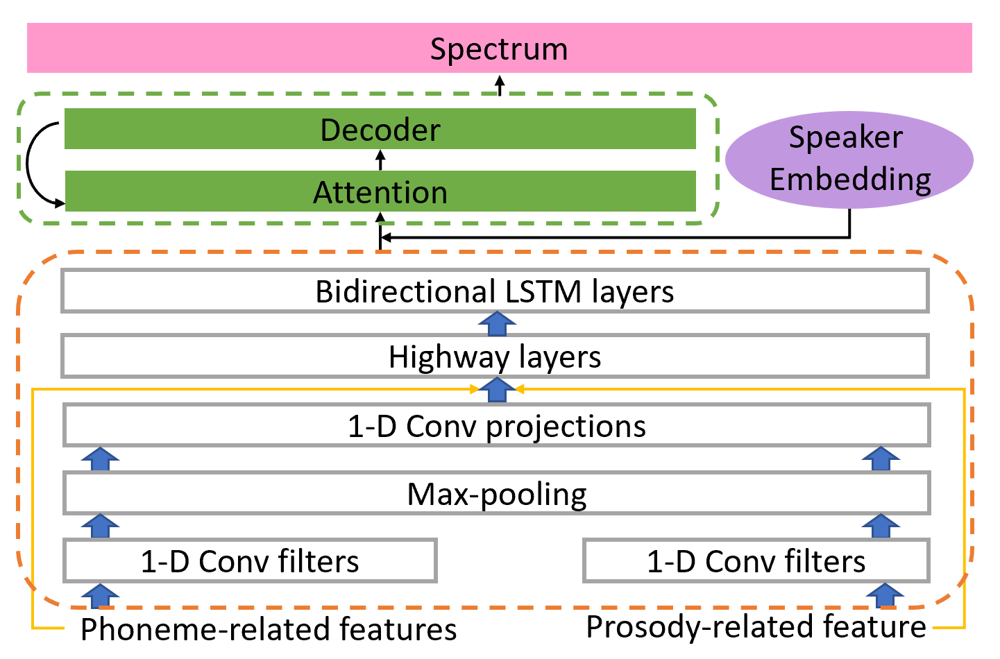 Spectrum
Decoder
Attention
Speaker
Embedding
Bidirectional LSTM layers
Highway layers
1-D Conv projections
Max-pooling
1-D Conv filters
1-D Conv filters
Phoneme-related features
Prosody-related feature